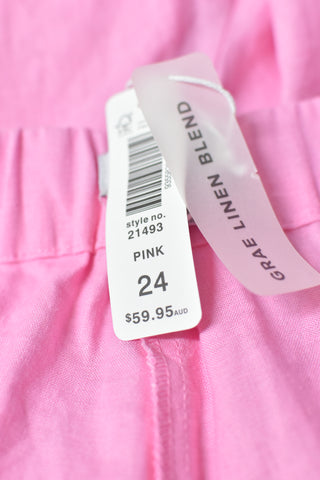 style no.
21493
PINK
24
$59.95AUD
GRAE LINEN BLEND